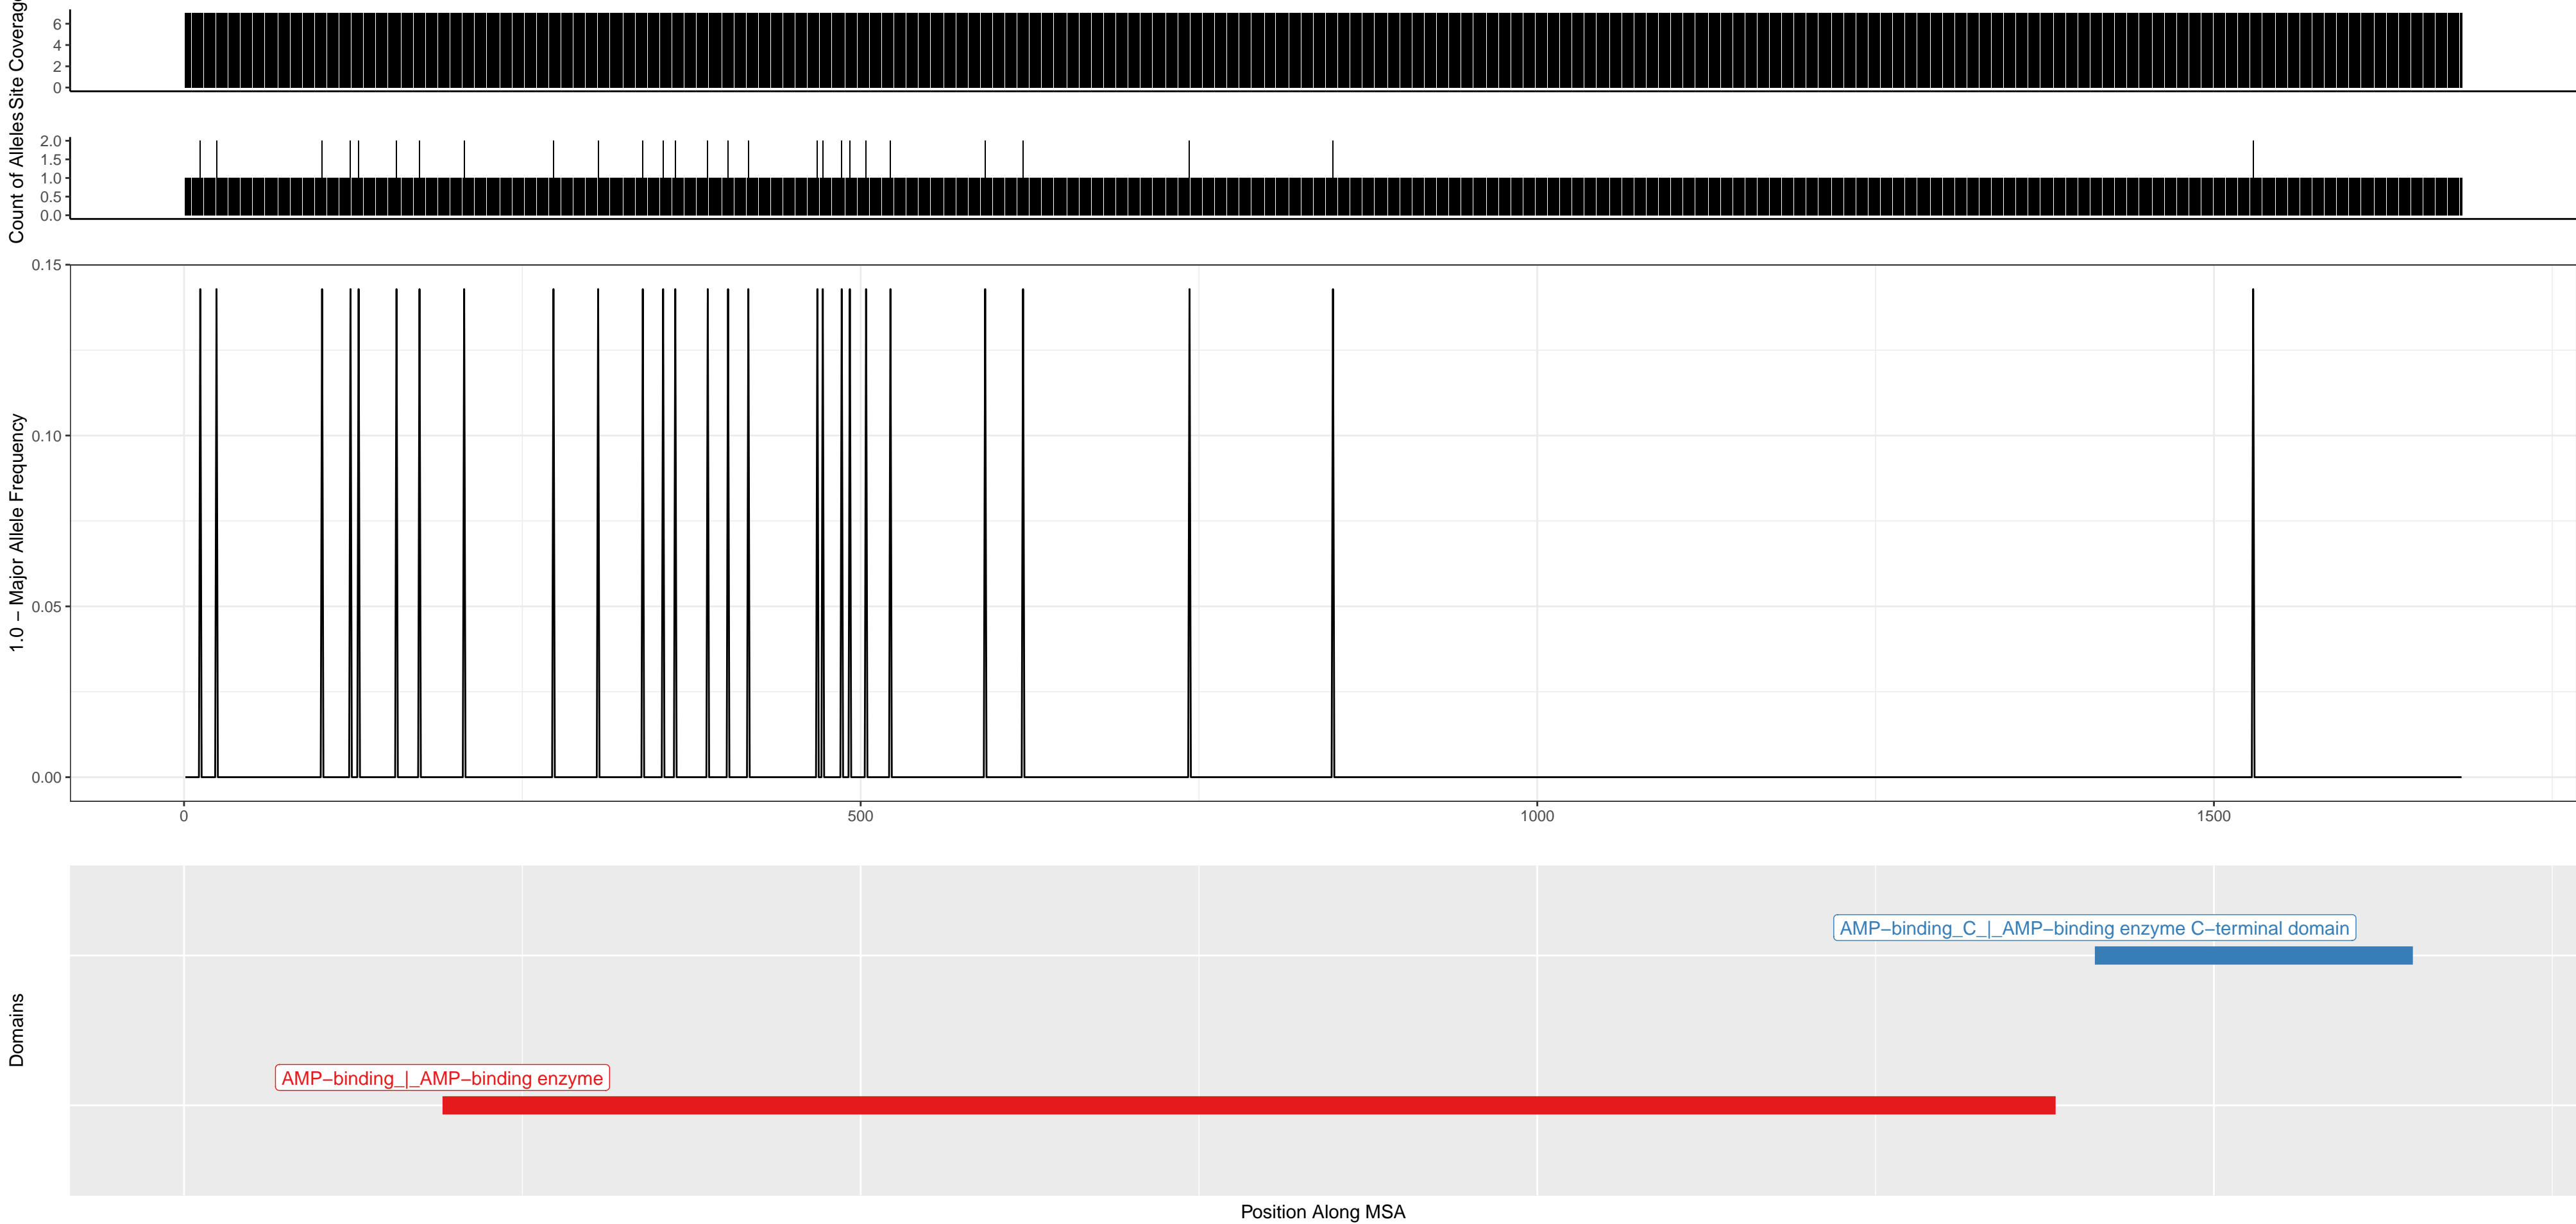 Site Coverage
6
4
2
0
Count of Alleles
2.0
1.5
1.0
0.5
0.0
1.0 − Major Allele Frequency
0.15
0.10
0.05
0.00
0
500
1000
1500
Domains
AMP−binding_C_|_AMP−binding enzyme C−terminal domain
AMP−binding_|_AMP−binding enzyme
Position Along MSA